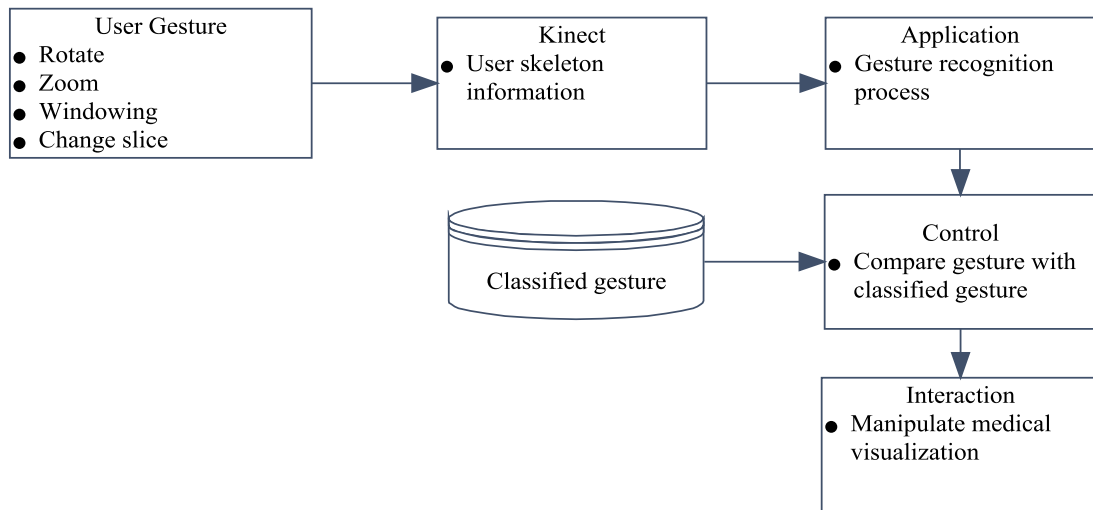 User Gesture
● Rotate
● Zoom
● Windowing
● Change slice
Kinect
● User skeleton
information
Application
● Gesture recognition
process
Classified gesture
Control
● Compare gesture with
classified gesture
Interaction
● Manipulate medical
visualization